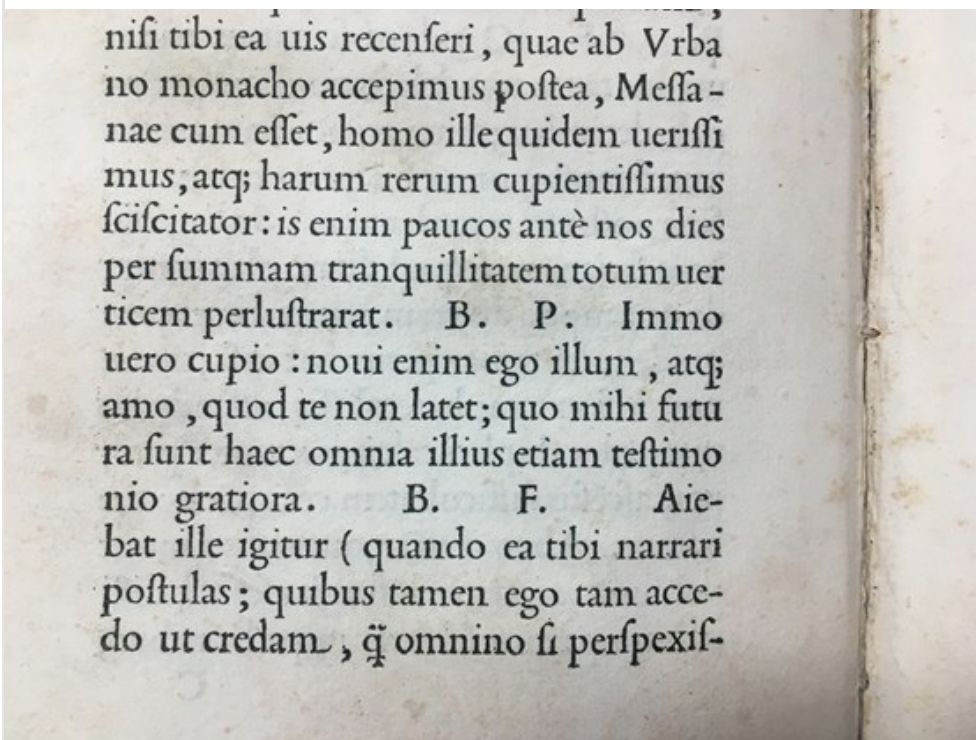 niſi tibi ea uis recenſeri, quae ab Vrba
no monacho accepimus poſtea, Meſſa-
nae cum eſſet, homo ille quidem ueriſſi
mus, atq; harum rerum cupientiſſimus
ſciſcitator: is enim paucos antè nos dies
per ſummam tranquillitatem totum uer
ticem perluſtrarat. B. P. Immo
uero cupio: noui enim ego illum, atq;
amo, quod te non latet; quo mihi futu
ra ſunt haec omnia illius etiam teſtimo
nio gratiora. B. F. Aie-
bat ille igitur ( quando ea tibi narrari
poſtulas; quibus tamen ego tam acce-
do ut credam, q̃̈ omnino ſi perſpexiſ-